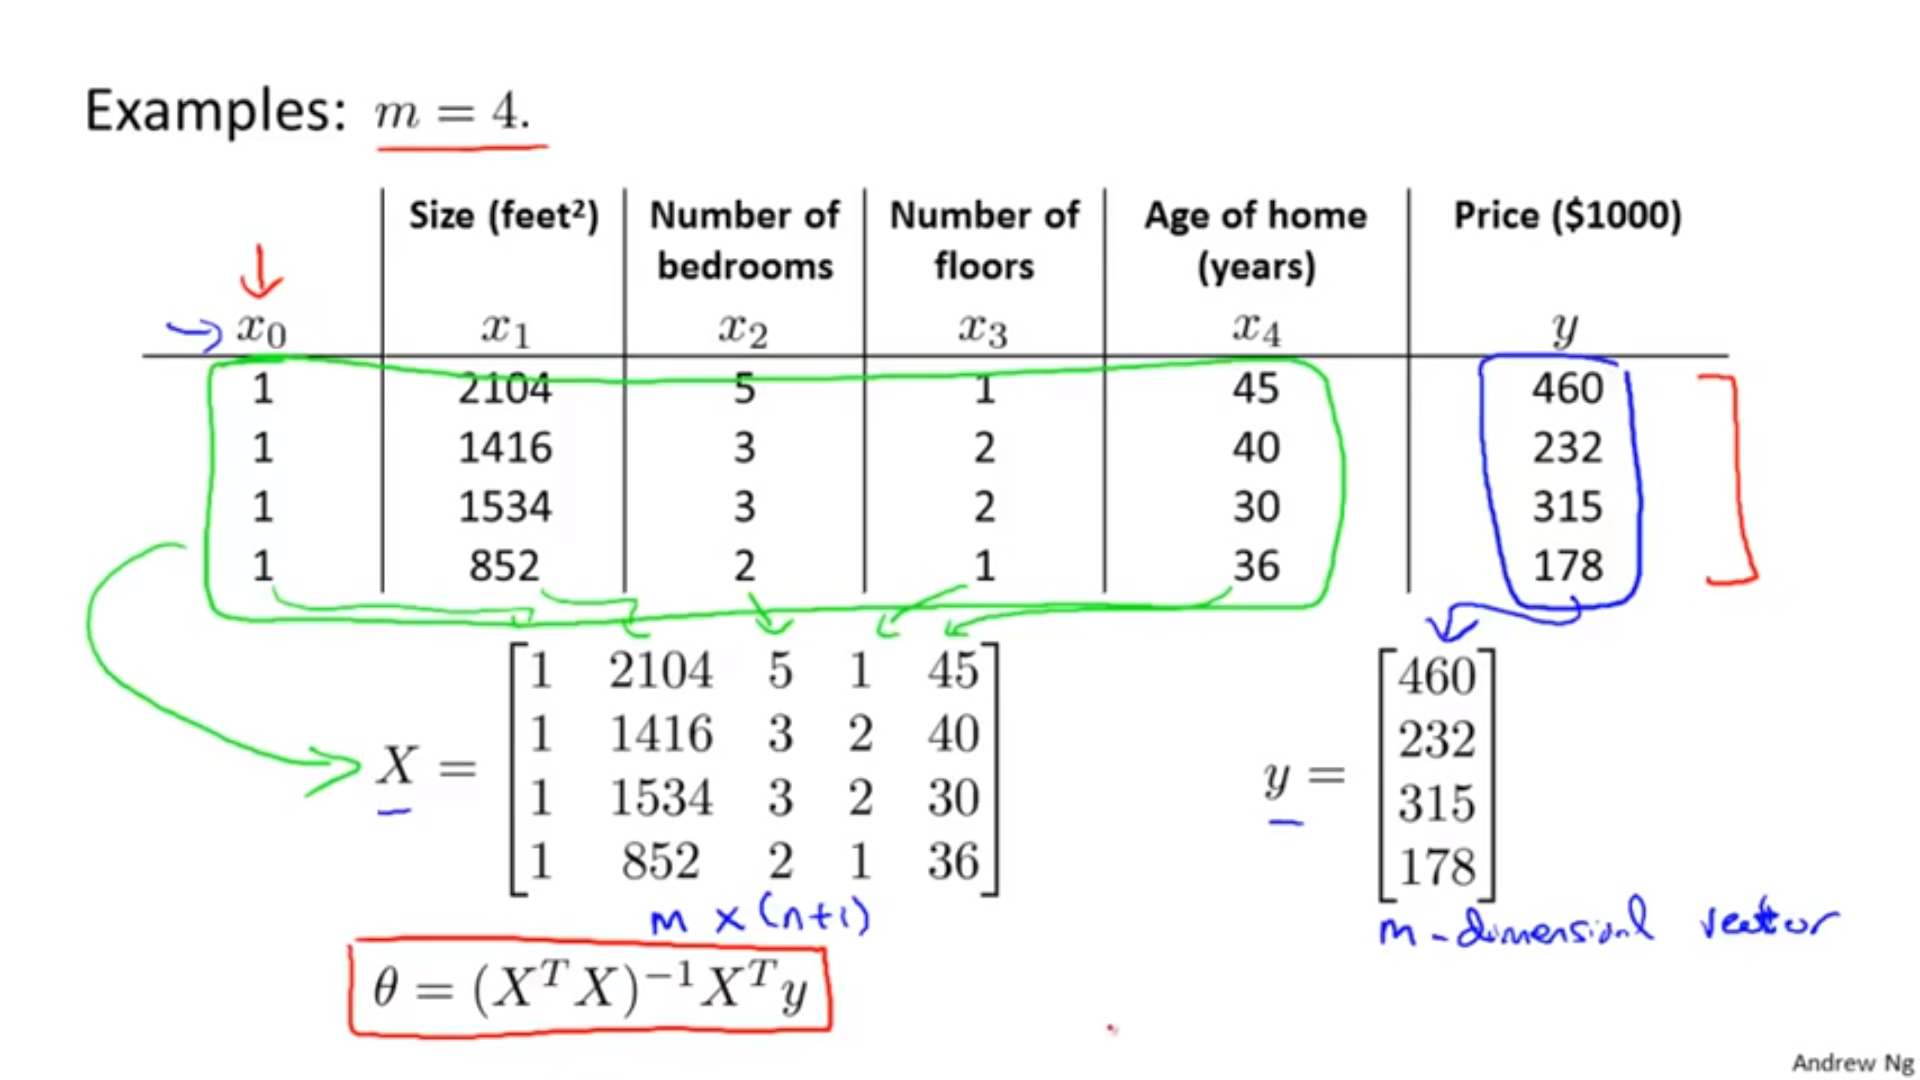 Examples: m = 4.
Size (feet²) Number of bedrooms Number of floors Age of home (years) Price ($1000)
x₀ x₁ x₂ x₃ x₄ y
1 2104 5 1 45 460
1 1416 3 2 40 232
1 1534 3 2 30 315
1 852 2 1 36 178
X = [1 2104 5 1 45
1 1416 3 2 40
1 1534 3 2 30
1 852 2 1 36]
m × (n+1)
y = [460
232
315
178]
m-dimensional vector
θ = (XᵀX)⁻¹Xᵀy
Andrew Ng